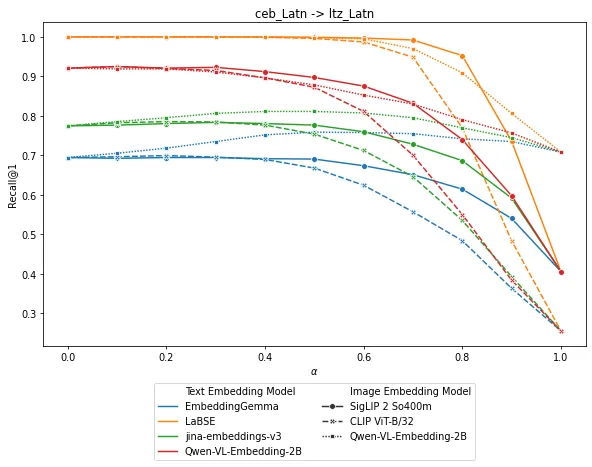 ceb_Latn -> ltz_Latn
1.0
0.9
0.8
0.7
0.6
0.5
0.4
0.3
Recall@1
0.0 0.2 0.4 0.6 0.8 1.0
α
Text Embedding Model
EmbeddingGemma
LaBSE
jina-embeddings-v3
Qwen-VL-Embedding-2B
Image Embedding Model
SigLIP 2 So400m
CLIP ViT-B/32
Qwen-VL-Embedding-2B